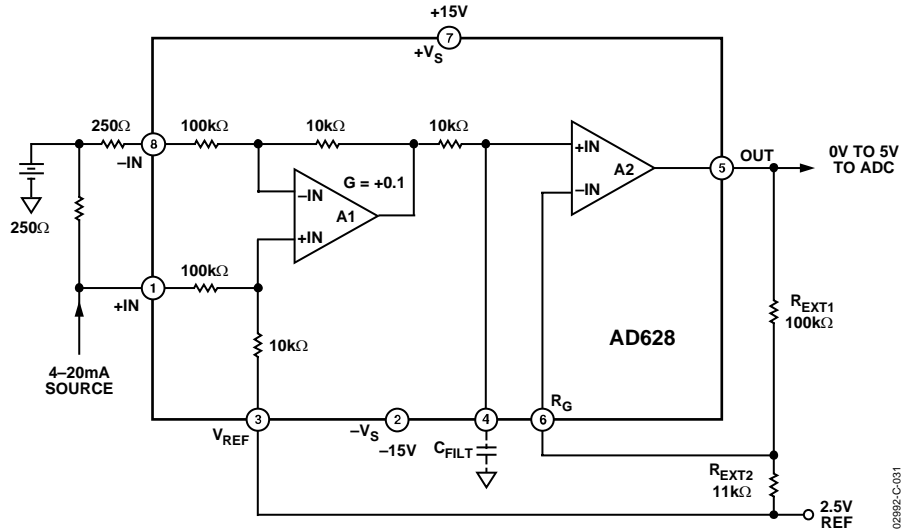 +15V
7
+VS
250Ω
8
–IN
100kΩ
10kΩ
10kΩ
–IN
G = +0.1
A1
+IN
+IN
–IN
A2
5
OUT
0V TO 5V
TO ADC
250Ω
1
+IN
100kΩ
10kΩ
4–20mA
SOURCE
AD628
REXT1
100kΩ
3
VREF
2
–VS
–15V
4
CFILT
6
RG
REXT2
11kΩ
2.5V
REF
02992-C-031